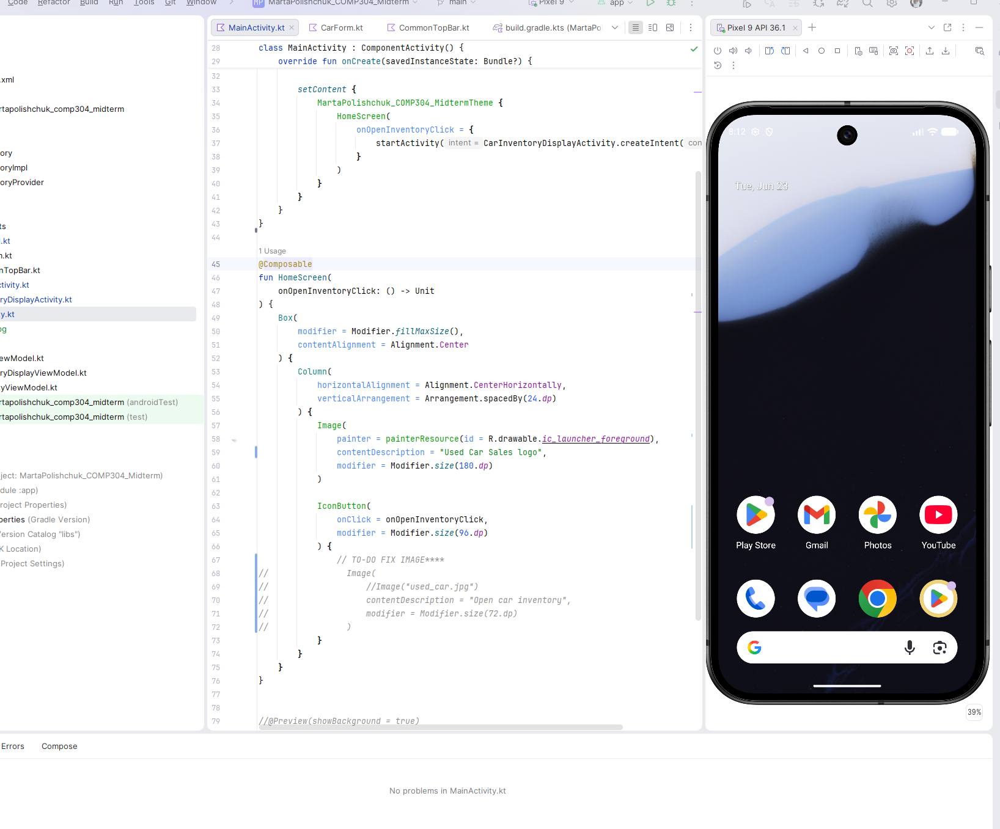 Code Refactor Build Run Tools Git Window MP MartaPolishchuk_COMP304_Midterm main Pixel 9 app
MainActivity.kt CarForm.kt CommonTopBar.kt build.gradle.kts (MartaPol
Pixel 9 API 36.1
.xml
rtapolishchuk_comp304_midterm
ory
oryImpl
oryProvider
ts
.kt
n.kt
nTopBar.kt
ctivity.kt
ryDisplayActivity.kt
ty.kt
og
ewModel.kt
ryDisplayViewModel.kt
tyViewModel.kt
rtapolishchuk_comp304_midterm (androidTest)
rtapolishchuk_comp304_midterm (test)
ject: MartaPolishchuk_COMP304_Midterm)
dule :app)
roject Properties)
perties (Gradle Version)
ersion Catalog "libs")
K Location)
Project Settings)
28 class MainActivity : ComponentActivity() {
29 override fun onCreate(savedInstanceState: Bundle?) {
32
33 setContent {
34 MartaPolishchuk_COMP304_MidtermTheme {
35 HomeScreen(
36 onOpenInventoryClick = {
37 startActivity( intent = CarInventoryDisplayActivity.createIntent( con
38 }
39 )
40 }
41 }
42 }
43 }
44
1 Usage
45 @Composable
46 fun HomeScreen(
47 onOpenInventoryClick: () -> Unit
48 ) {
49 Box(
50 modifier = Modifier.fillMaxSize(),
51 contentAlignment = Alignment.Center
52 ) {
53 Column(
54 horizontalAlignment = Alignment.CenterHorizontally,
55 verticalArrangement = Arrangement.spacedBy(24.dp)
56 ) {
57 Image(
58 painter = painterResource(id = R.drawable.ic_launcher_foreground),
59 contentDescription = "Used Car Sales logo",
60 modifier = Modifier.size(180.dp)
61 )
62
63 IconButton(
64 onClick = onOpenInventoryClick,
65 modifier = Modifier.size(96.dp)
66 ) {
67 // TO-DO FIX IMAGE****
68 // Image(
69 // //Image("used_car.jpg")
70 // contentDescription = "Open car inventory",
71 // modifier = Modifier.size(72.dp)
72 // )
73 }
74 }
75 }
76 }
77
78
79 //@Preview(showBackground = true)
8:12
Tue, Jun 23
Play Store Gmail Photos YouTube
39%
Errors Compose
No problems in MainActivity.kt